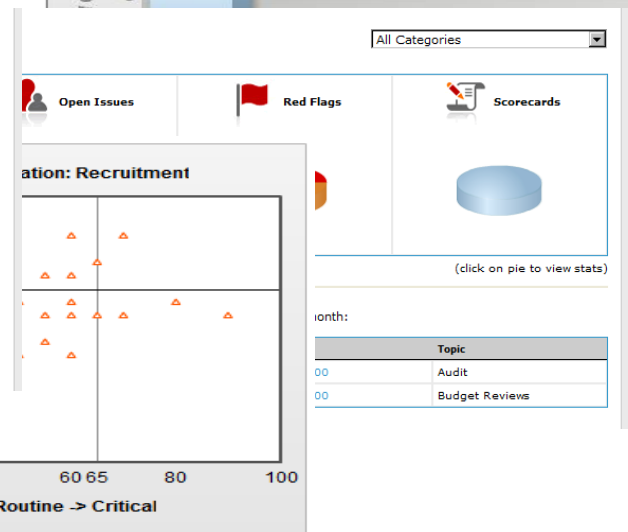 All Categories
Open Issues
Red Flags
Scorecards
ation: Recruitment
(click on pie to view stats)
onth:
Topic
00
Audit
00
Budget Reviews
60 65 80 100
Routine -> Critical